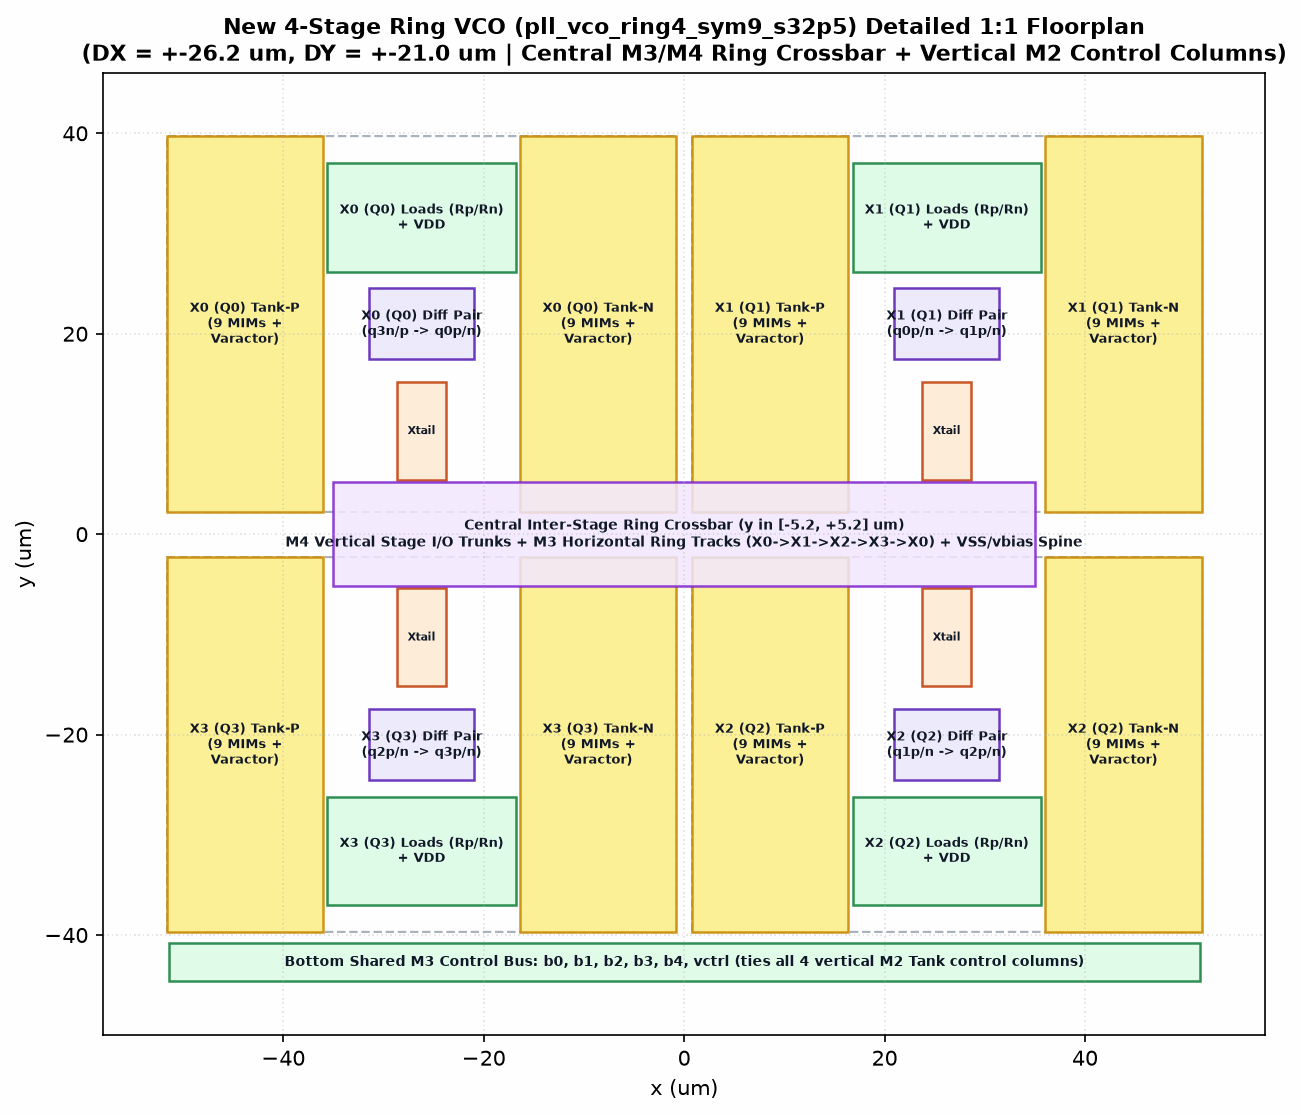 New 4-Stage Ring VCO (pll_vco_ring4_sym9_s32p5) Detailed 1:1 Floorplan
(DX = +-26.2 um, DY = +-21.0 um | Central M3/M4 Ring Crossbar + Vertical M2 Control Columns)
40
20
0
−20
−40
y (um)
X0 (Q0) Tank-P
(9 MIMs +
Varactor)
X0 (Q0) Loads (Rp/Rn)
+ VDD
X0 (Q0) Diff Pair
(q3n/p -> q0p/n)
Xtail
X0 (Q0) Tank-N
(9 MIMs +
Varactor)
X1 (Q1) Tank-P
(9 MIMs +
Varactor)
X1 (Q1) Loads (Rp/Rn)
+ VDD
X1 (Q1) Diff Pair
(q0p/n -> q1p/n)
Xtail
X1 (Q1) Tank-N
(9 MIMs +
Varactor)
Central Inter-Stage Ring Crossbar (y in [-5.2, +5.2] um)
M4 Vertical Stage I/O Trunks + M3 Horizontal Ring Tracks (X0->X1->X2->X3->X0) + VSS/vbias Spine
X3 (Q3) Tank-P
(9 MIMs +
Varactor)
Xtail
X3 (Q3) Diff Pair
(q2p/n -> q3p/n)
X3 (Q3) Loads (Rp/Rn)
+ VDD
X3 (Q3) Tank-N
(9 MIMs +
Varactor)
X2 (Q2) Tank-P
(9 MIMs +
Varactor)
Xtail
X2 (Q2) Diff Pair
(q1p/n -> q2p/n)
X2 (Q2) Loads (Rp/Rn)
+ VDD
X2 (Q2) Tank-N
(9 MIMs +
Varactor)
Bottom Shared M3 Control Bus: b0, b1, b2, b3, b4, vctrl (ties all 4 vertical M2 Tank control columns)
−40
−20
0
20
40
x (um)